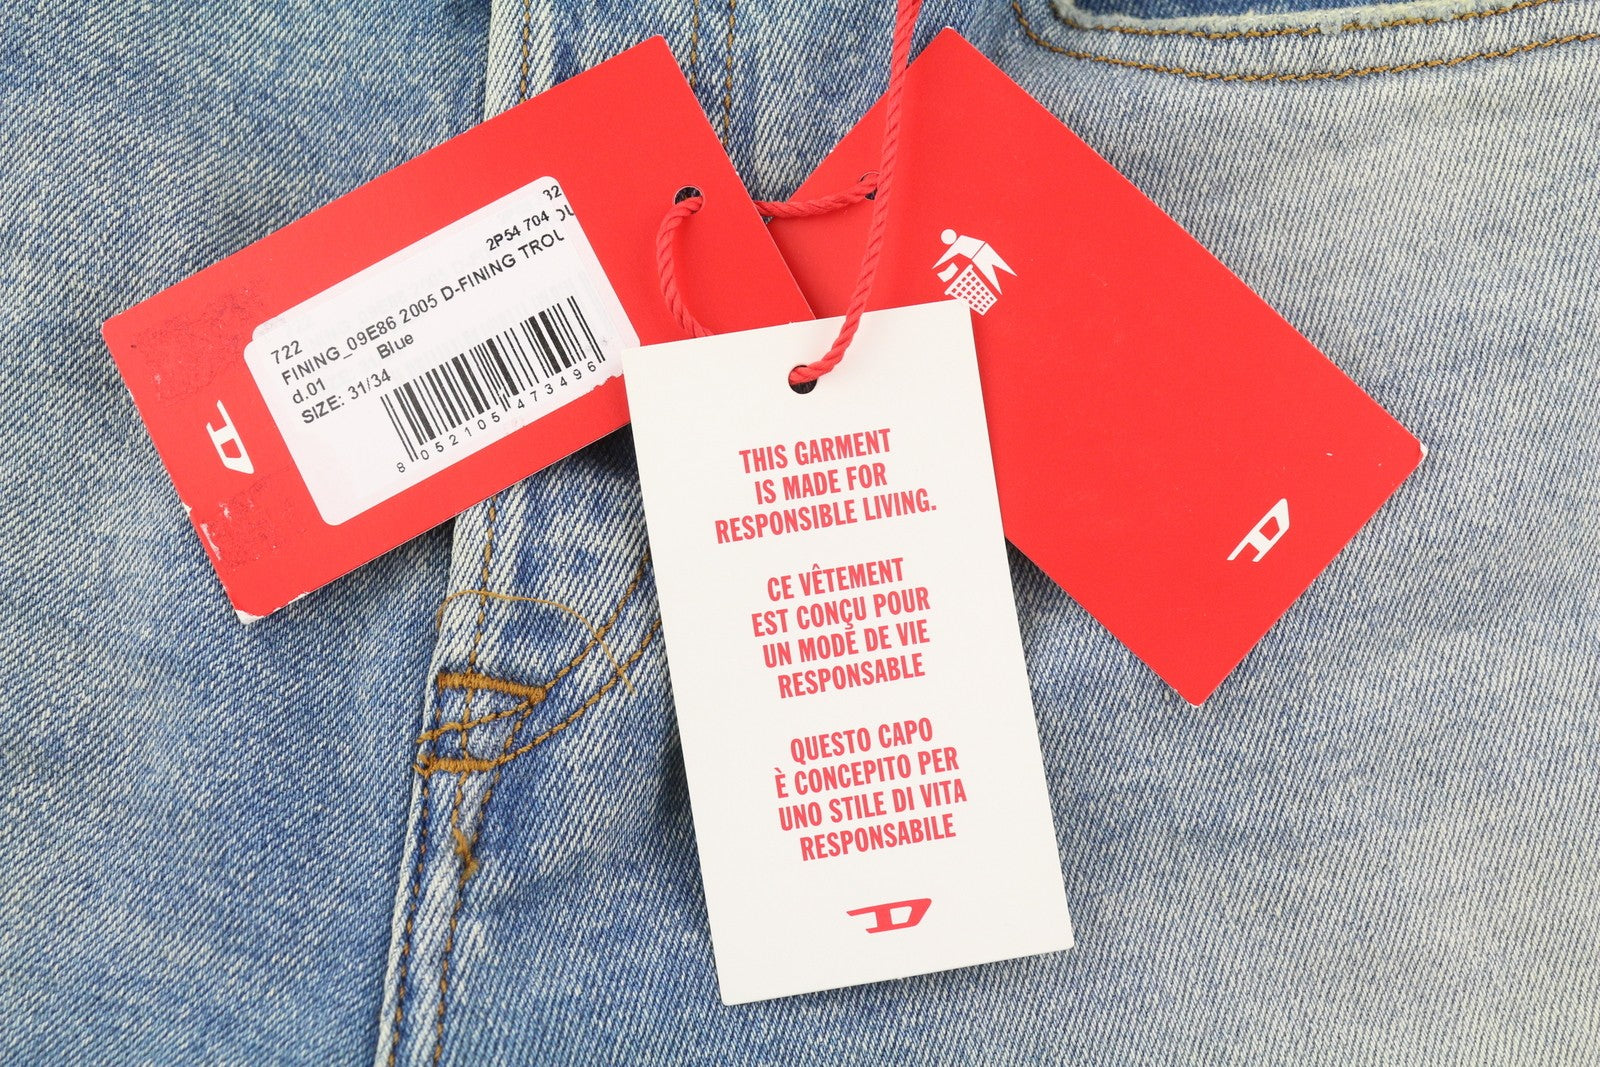 32
2P54 704
722
FINING_09E86 2005 D-FINING
d.01 Blue
SIZE: 31/34
8 052105 473496
THIS GARMENT
IS MADE FOR
RESPONSIBLE LIVING.
CE VÊTEMENT
EST CONÇU POUR
UN MODE DE VIE
RESPONSABLE
QUESTO CAPO
È CONCEPITO PER
UNO STILE DI VITA
RESPONSABILE
D
D
D